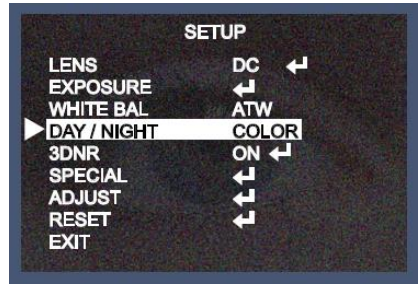 SETUP
LENS DC ↵
EXPOSURE ↵
WHITE BAL ATW
DAY / NIGHT COLOR
3DNR ON ↵
SPECIAL ↵
ADJUST ↵
RESET ↵
EXIT